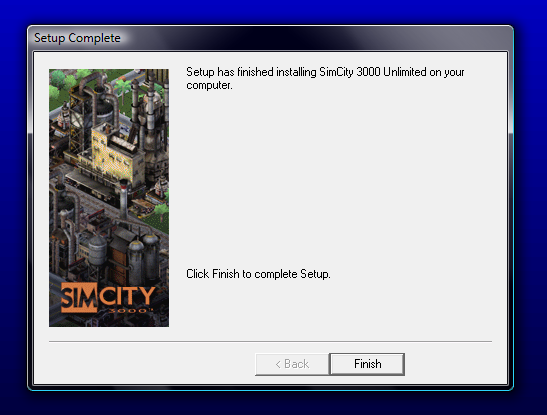 Setup Complete
Setup has finished installing SimCity 3000 Unlimited on your
computer.
Click Finish to complete Setup.
SIMCITY
3000
< Back
Finish